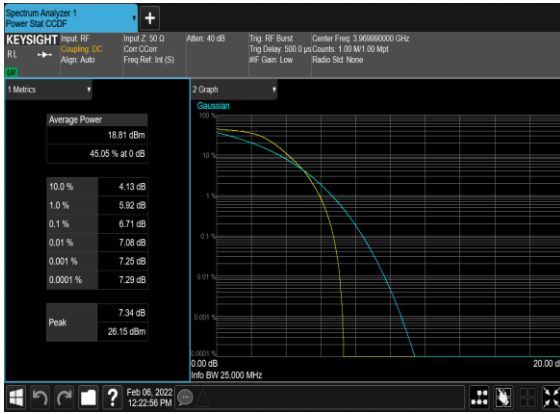 Spectrum Analyzer 1
Power Stat CCDF
+
KEYSIGHT Input: RF Input Z: 50 Ω Atten: 40 dB Trig: RF Burst Center Freq: 3.969990000 GHz
RL Coupling: DC Corr CCorr Trig Delay: 500.0 µs Counts: 1.00 M/1.00 Mpt
Align: Auto Freq Ref: Int (S) #IF Gain: Low Radio Std: None
1 Metrics
Average Power
18.81 dBm
45.05 % at 0 dB
10.0 % 4.13 dB
1.0 % 5.92 dB
0.1 % 6.71 dB
0.01 % 7.08 dB
0.001 % 7.25 dB
0.0001 % 7.29 dB
Peak 7.34 dB
26.15 dBm
2 Graph
Gaussian
100 %
10 %
1 %
0.1 %
0.01 %
0.001 %
0.0001 %
0.00 dB 20.00 d
Info BW 25.000 MHz
? Feb 06, 2022
12:22:56 PM